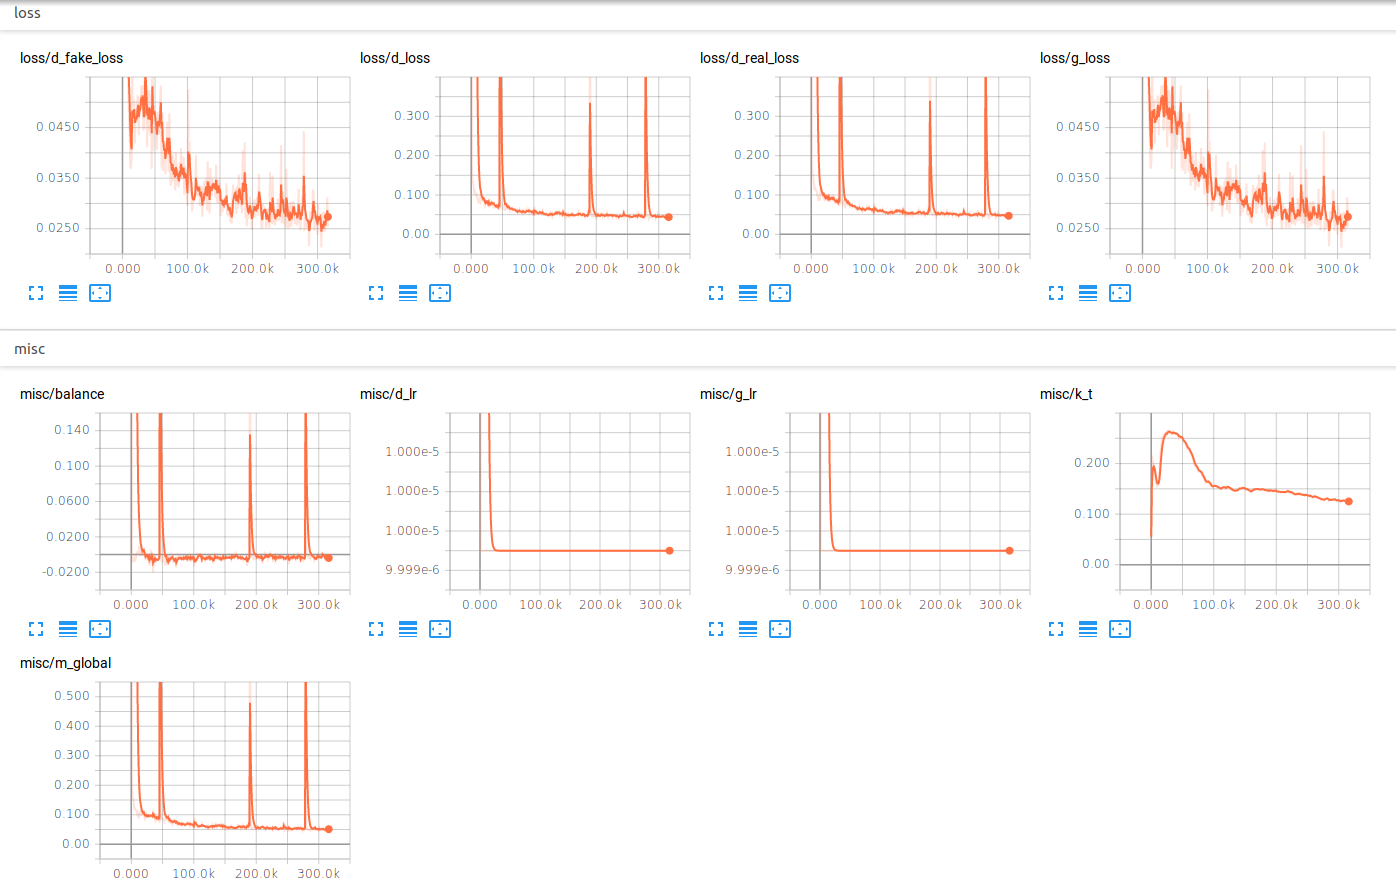 loss
loss/d_fake_loss loss/d_loss loss/d_real_loss loss/g_loss
0.0450 0.300 0.300 0.0450
0.0350 0.200 0.200 0.0350
0.0250 0.100 0.100 0.0250
0.00 0.00
0.000 100.0k 200.0k 300.0k 0.000 100.0k 200.0k 300.0k 0.000 100.0k 200.0k 300.0k 0.000 100.0k 200.0k 300.0k
misc
misc/balance misc/d_lr misc/g_lr misc/k_t
0.140 1.000e-5 1.000e-5 0.200
0.100 1.000e-5 1.000e-5 0.100
0.0600 1.000e-5 1.000e-5 0.00
0.0200 9.999e-6 9.999e-6
-0.0200
0.000 100.0k 200.0k 300.0k 0.000 100.0k 200.0k 300.0k 0.000 100.0k 200.0k 300.0k 0.000 100.0k 200.0k 300.0k
misc/m_global
0.500
0.400
0.300
0.200
0.100
0.00
0.000 100.0k 200.0k 300.0k